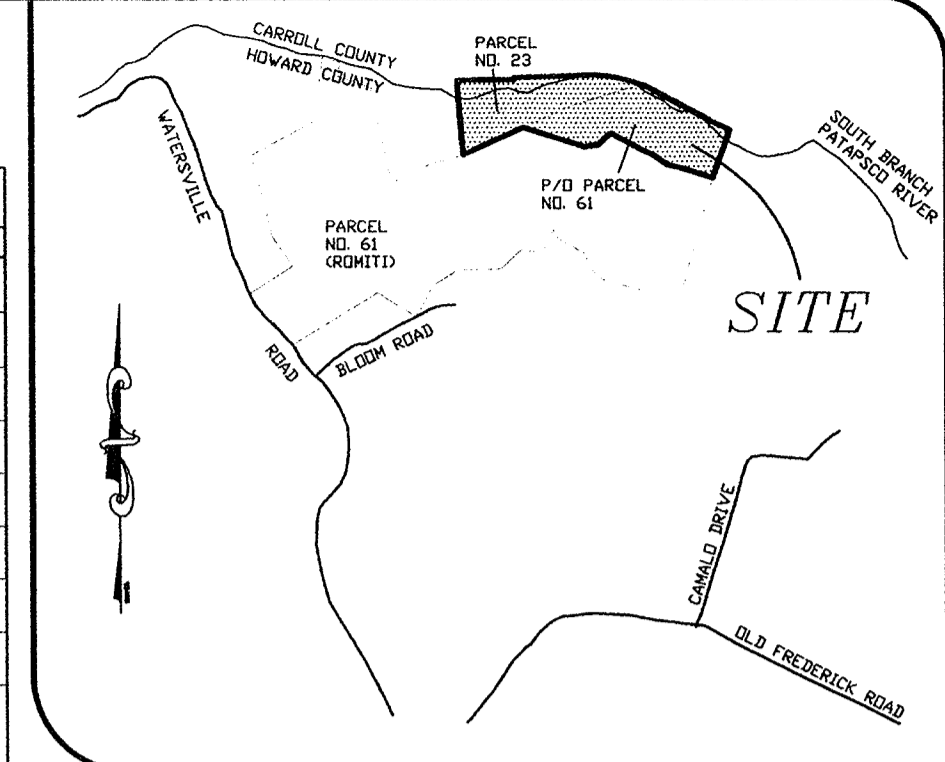 CARROLL COUNTY
HOWARD COUNTY
PARCEL
NO. 23
SOUTH BRANCH
PATAPSCO RIVER
WATERSVILLE
P/O PARCEL
NO. 61
PARCEL
NO. 61
(ROMITI)
SITE
ROAD
BLOOM ROAD
CAMALO DRIVE
OLD FREDERICK ROAD